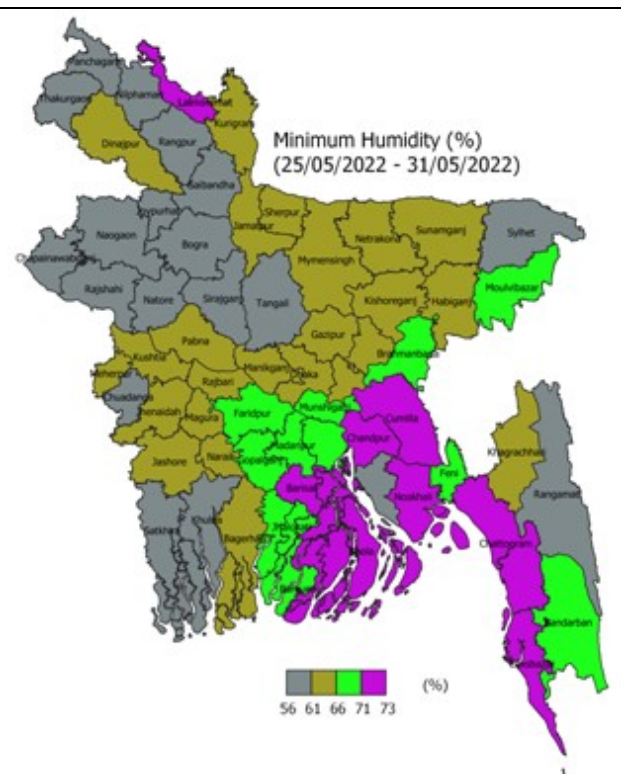 Panchagarh
Thakurgaon
Nilphamari
Lalmonirhat
Kurigram
Dinajpur
Rangpur
Minimum Humidity (%)
(25/05/2022 - 31/05/2022)
Gaibandha
Joypurhat
Jamalpur
Sherpur
Naogaon
Bogra
Mymensingh
Netrakona
Sunamganj
Sylhet
Chapainawabganj
Rajshahi
Natore
Sirajganj
Tangail
Kishoreganj
Habiganj
Moulvibazar
Gazipur
Pabna
Kushtia
Meherpur
Manikganj
Dhaka
Brahmanbaria
Chuadanga
Jhenaidah
Magura
Rajbari
Faridpur
Munshiganj
Cumilla
Chandpur
Khagrachhari
Jashore
Narail
Gopalganj
Madaripur
Feni
Rangamati
Barisal
Noakhali
Satkhira
Khulna
Bagerhat
Jhalokati
Bhola
Chattogram
Bandarban
(%)
56 61 66 71 73